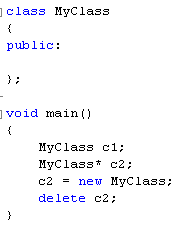 class MyClass
{
public:
};
void main()
{
MyClass c1;
MyClass* c2;
c2 = new MyClass;
delete c2;
}